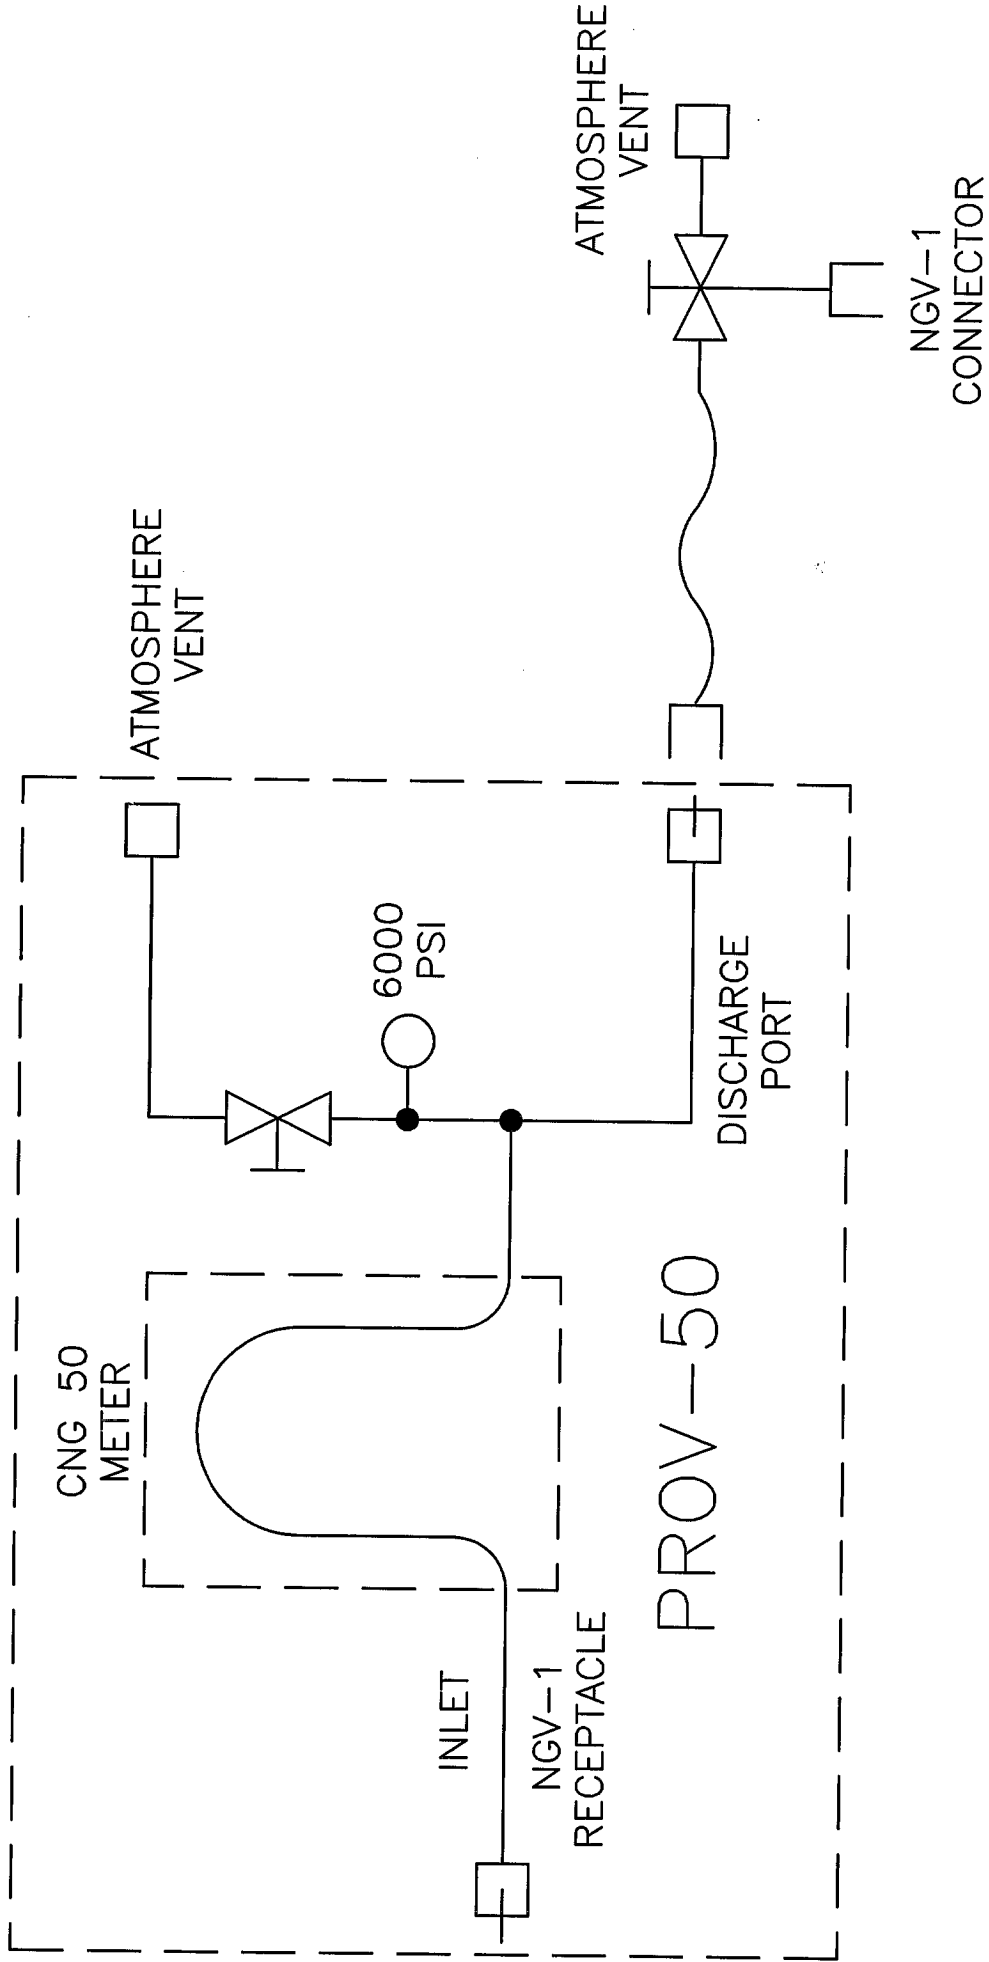 CNG 50
METER
ATMOSPHERE
VENT
6000
PSI
INLET
NGV-1
RECEPTACLE
DISCHARGE
PORT
PROV-50
ATMOSPHERE
VENT
NGV-1
CONNECTOR